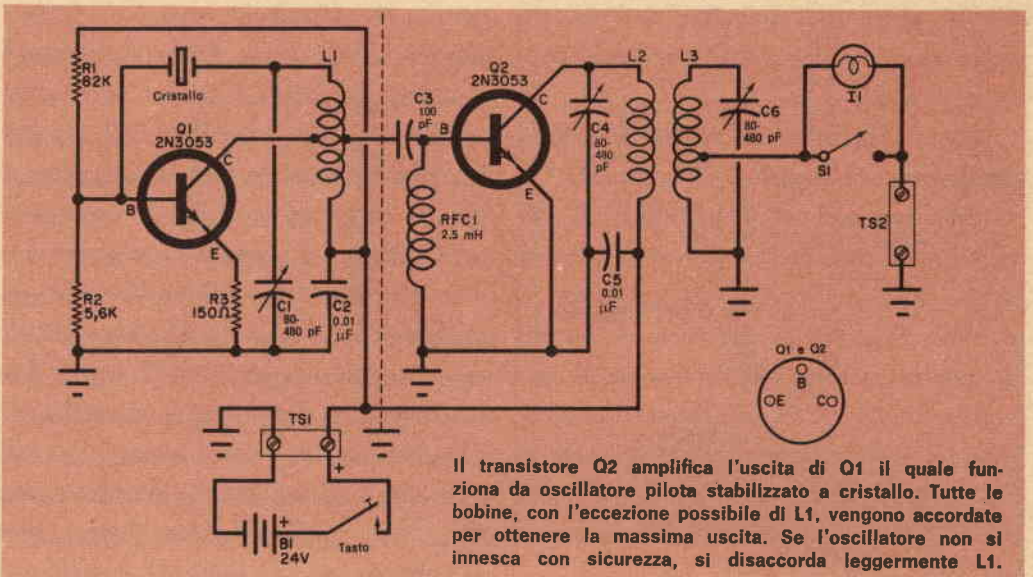 R1
82K
Cristallo
L1
Q1
2N3053
C
B
E
R2
5,6K
R3
150Ω
C1
80-
480 pF
C2
0.01
µF
C3
100
pF
Q2
2N3053
B
C
E
RFC1
2.5 mH
C4
80-
480 pF
C5
0.01
µF
L2
L3
C6
80-
480 pF
I1
S1
TS2
TS1
+
+
B1
24V
Tasto
Q1 e Q2
B
E
C
Il transistore Q2 amplifica l'uscita di Q1 il quale fun-
ziona da oscillatore pilota stabilizzato a cristallo. Tutte le
bobine, con l'eccezione possibile di L1, vengono accordate
per ottenere la massima uscita. Se l'oscillatore non si
innesca con sicurezza, si disaccorda leggermente L1.